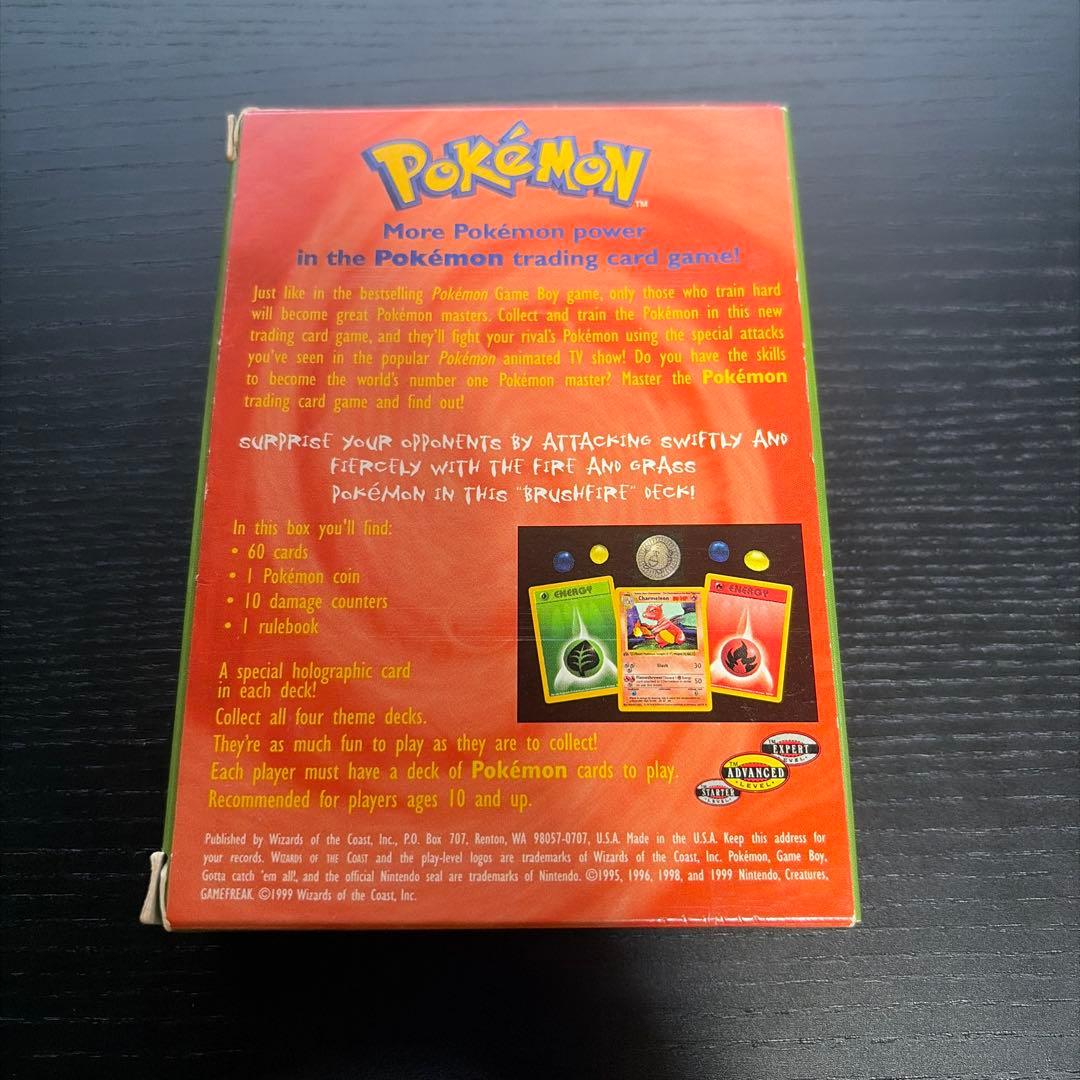 POKéMON
TM
More Pokémon power
in the Pokémon trading card game!
Just like in the bestselling Pokémon Game Boy game, only those who train hard
will become great Pokémon masters. Collect and train the Pokémon in this new
trading card game, and they'll fight your rival's Pokémon using the special attacks
you've seen in the popular Pokémon animated TV show! Do you have the skills
to become the world's number one Pokémon master? Master the Pokémon
trading card game and find out!
SURPRISE YOUR OPPONENTS BY ATTACKING SWIFTLY AND
FIERCELY WITH THE FIRE AND GRASS
POKéMON IN THIS "BRUSHFIRE" DECK!
In this box you'll find:
• 60 cards
• 1 Pokémon coin
• 10 damage counters
• 1 rulebook
A special holographic card
in each deck!
Collect all four theme decks.
They're as much fun to play as they are to collect!
Each player must have a deck of Pokémon cards to play.
Recommended for players ages 10 and up.
ENERGY
Charmeleon
Slash 30
Flamethrower
50
ENERGY
TM
EXPERT
LEVEL
TM
ADVANCED
LEVEL
STARTER
LEVEL
Published by Wizards of the Coast, Inc., P.O. Box 707, Renton, WA 98057-0707, U.S.A. Made in the U.S.A. Keep this address for
your records. WIZARDS OF THE COAST and the play-level logos are trademarks of Wizards of the Coast, Inc. Pokémon, Game Boy,
Gotta catch 'em all!, and the official Nintendo seal are trademarks of Nintendo. ©1995, 1996, 1998, and 1999 Nintendo, Creatures,
GAMEFREAK. ©1999 Wizards of the Coast, Inc.